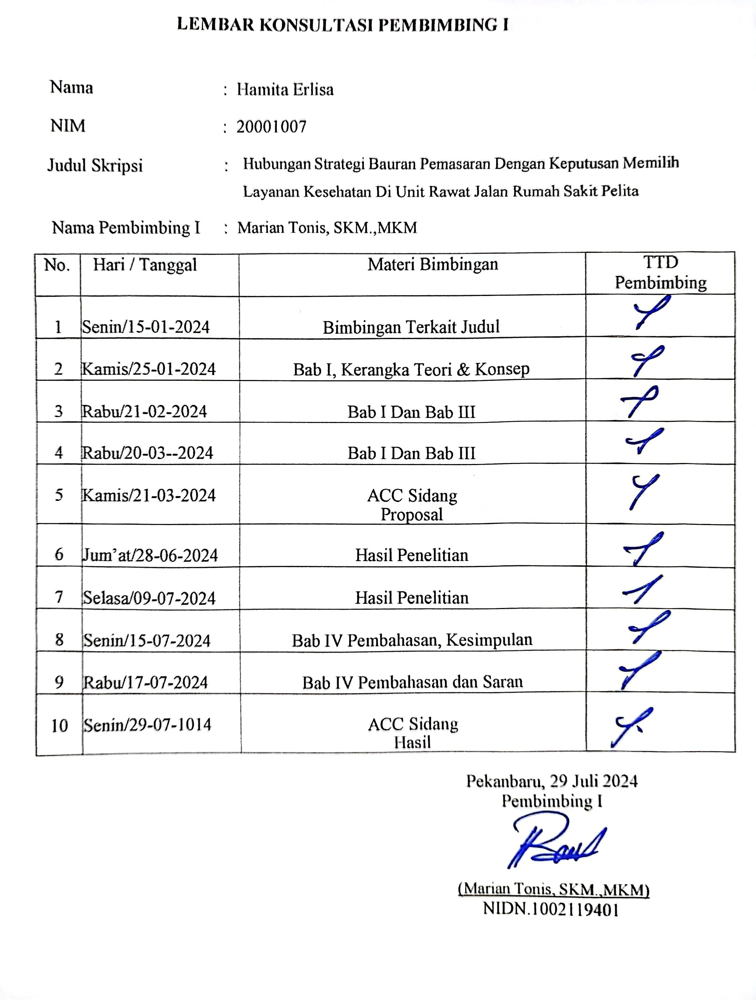 LEMBAR KONSULTASI PEMBIMBING I
Nama : Hamita Erlisa
NIM : 20001007
Judul Skripsi : Hubungan Strategi Bauran Pemasaran Dengan Keputusan Memilih
Layanan Kesehatan Di Unit Rawat Jalan Rumah Sakit Pelita
Nama Pembimbing I : Marian Tonis, SKM.,MKM
No. Hari / Tanggal Materi Bimbingan TTD
Pembimbing
1 Senin/15-01-2024 Bimbingan Terkait Judul
2 Kamis/25-01-2024 Bab I, Kerangka Teori & Konsep
3 Rabu/21-02-2024 Bab I Dan Bab III
4 Rabu/20-03--2024 Bab I Dan Bab III
5 Kamis/21-03-2024 ACC Sidang
Proposal
6 Jum'at/28-06-2024 Hasil Penelitian
7 Selasa/09-07-2024 Hasil Penelitian
8 Senin/15-07-2024 Bab IV Pembahasan, Kesimpulan
9 Rabu/17-07-2024 Bab IV Pembahasan dan Saran
10 Senin/29-07-1014 ACC Sidang
Hasil
Pekanbaru, 29 Juli 2024
Pembimbing I
(Marian Tonis, SKM.,MKM)
NIDN.1002119401